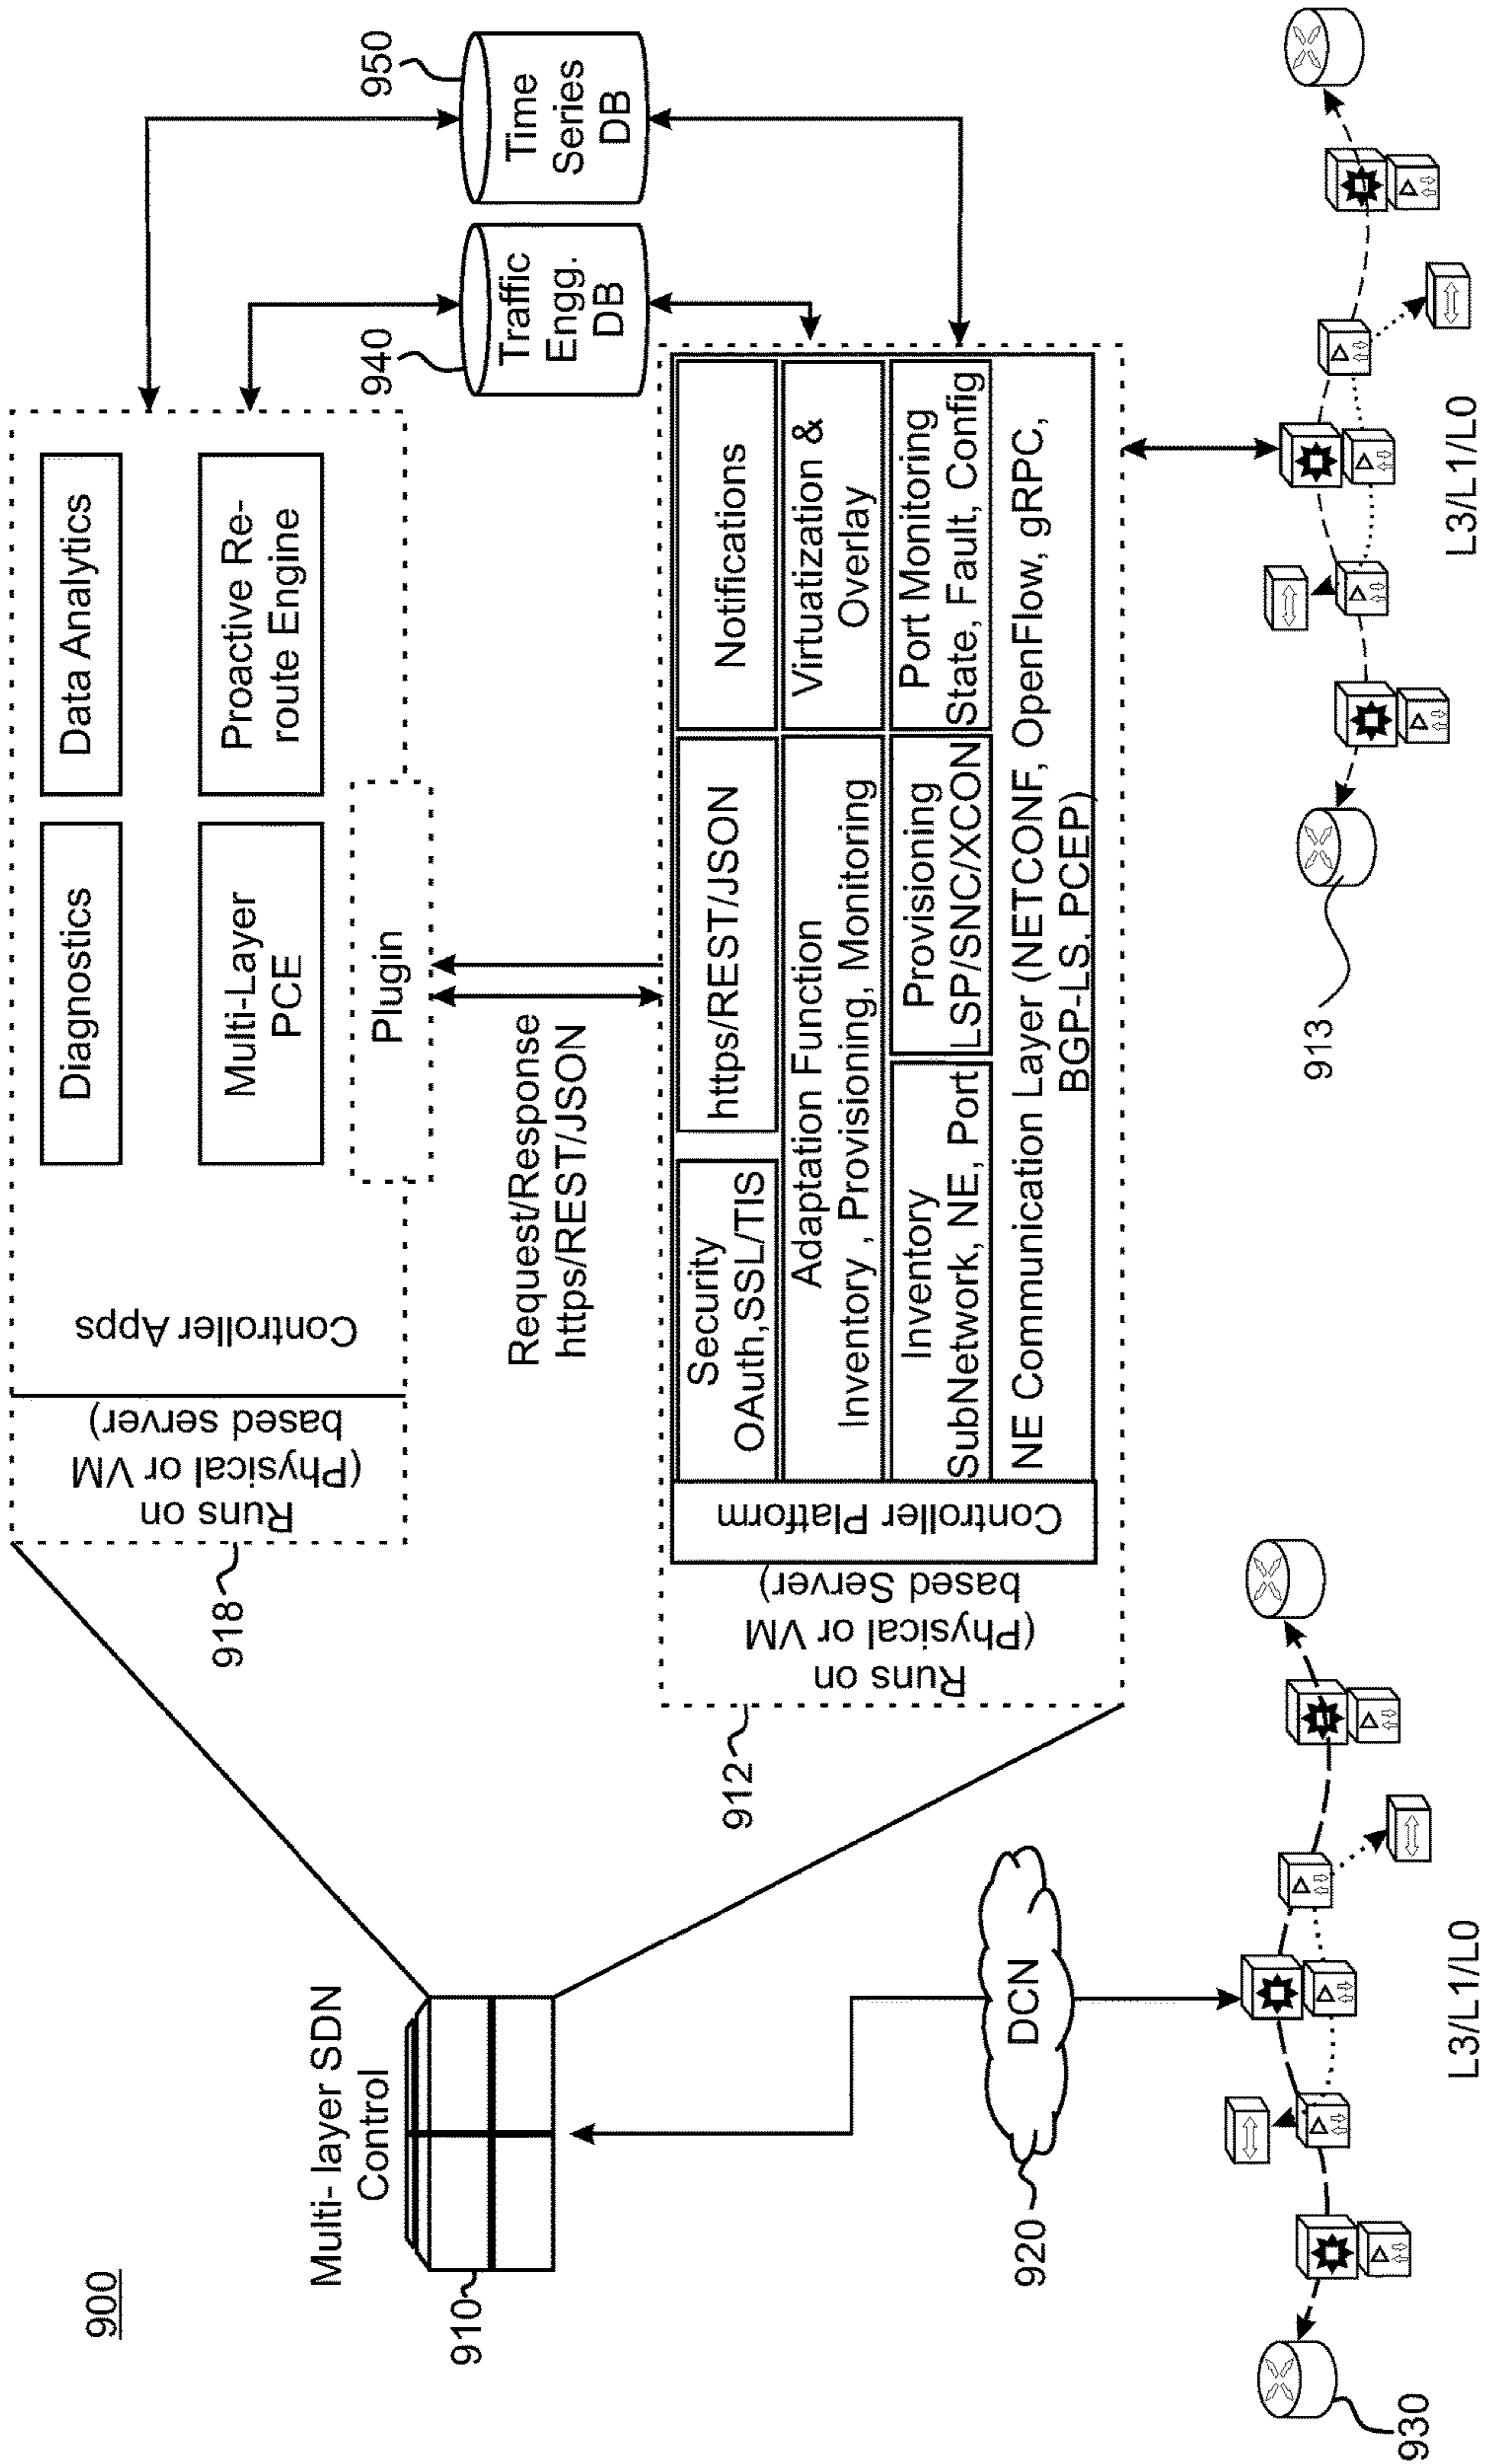 900
Multi- layer SDN
Control
910
918
Runs on
(Physical or VM
based server)
Controller Apps
Diagnostics
Data Analytics
Multi-Layer
PCE
Proactive Re-
route Engine
Plugin
Request/Response
https/REST/JSON
940
Traffic
Engg.
DB
950
Time
Series
DB
912
Runs on
(Physical or VM
based Server)
Controller Platform
Security
OAuth,SSL/TIS
https/REST/JSON
Notifications
Adaptation Function
Inventory , Provisioning, Monitoring
Virtuatization &
Overlay
Inventory
SubNetwork, NE, Port
Provisioning
LSP/SNC/XCON
Port Monitoring
State, Fault, Config
NE Communication Layer (NETCONF, OpenFlow, gRPC,
BGP-LS, PCEP)
DCN
920
930
L3/L1/L0
913
L3/L1/L0